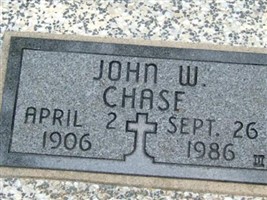 JOHN W.
CHASE
APRIL 2 SEPT. 26
1906 1986